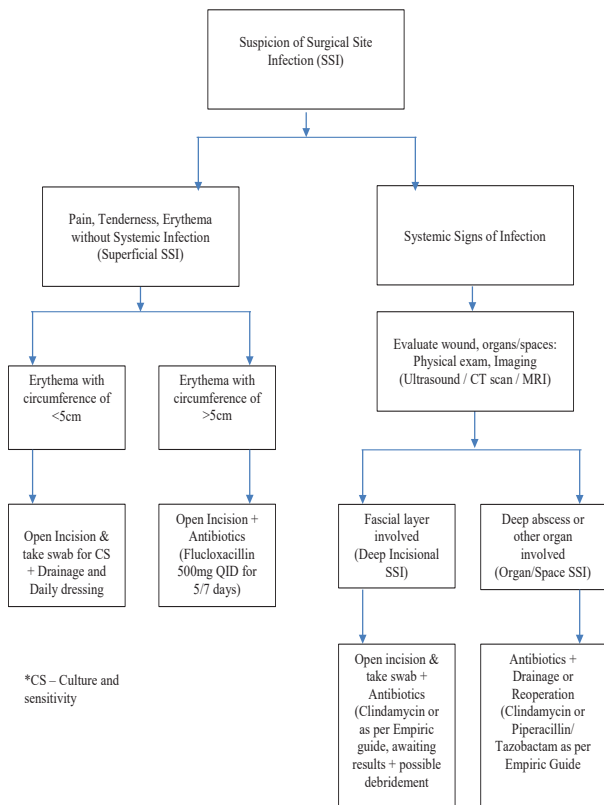 Suspicion of Surgical Site
Infection (SSI)
Pain, Tenderness, Erythema
without Systemic Infection
(Superficial SSI)
Systemic Signs of Infection
Evaluate wound, organs/spaces:
Physical exam, Imaging
(Ultrasound / CT scan / MRI)
Erythema with
circumference of
<5cm
Erythema with
circumference of
>5cm
Open Incision &
take swab for CS
+ Drainage and
Daily dressing
Open Incision +
Antibiotics
(Flucloxacillin
500mg QID for
5/7 days)
Fascial layer
involved
(Deep Incisional
SSI)
Deep abscess or
other organ
involved
(Organ/Space SSI)
Open incision &
take swab +
Antibiotics
(Clindamycin or
as per Empiric
guide, awaiting
results + possible
debridement
Antibiotics +
Drainage or
Reoperation
(Clindamycin or
Piperacillin/
Tazobactam as per
Empiric Guide
*CS – Culture and
sensitivity